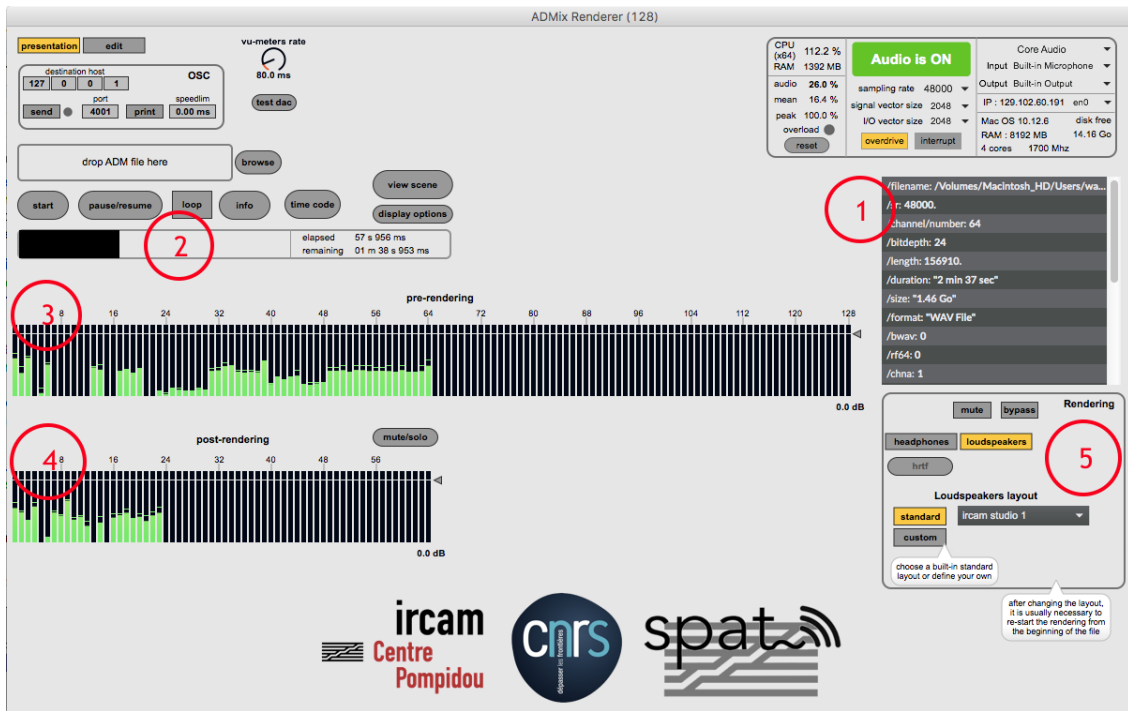 ADMix Renderer (128)
presentation edit
vu-meters rate
80.0 ms
test dac
destination host
OSC
127 0 0 1
port
speedlim
send 4001 print 0.00 ms
CPU (x64) 112.2 %
RAM 1392 MB
audio 26.0 %
mean 16.4 %
peak 100.0 %
overload
reset
Audio is ON
sampling rate 48000
signal vector size 2048
I/O vector size 2048
overdrive interrupt
Core Audio
Input Built-in Microphone
Output Built-in Output
IP : 129.102.60.191 en0
Mac OS 10.12.6 disk free
RAM : 8192 MB 14.16 Go
4 cores 1700 Mhz
drop ADM file here
browse
start pause/resume loop info time code
view scene
display options
2
elapsed 57 s 956 ms
remaining 01 m 38 s 953 ms
1
/filename: /Volumes/Macintosh_HD/Users/wa...
/sr: 48000.
/channel/number: 64
/bitdepth: 24
/length: 156910.
/duration: "2 min 37 sec"
/size: "1.46 Go"
/format: "WAV File"
/bwav: 0
/rf64: 0
/chna: 1
pre-rendering
3
8 16 24 32 40 48 56 64 72 80 88 96 104 112 120 128
0.0 dB
post-rendering
mute/solo
4
8 16 24 32 40 48 56
0.0 dB
mute bypass Rendering
headphones loudspeakers
hrtf
5
Loudspeakers layout
standard ircam studio 1
custom
choose a built-in standard
layout or define your own
after changing the layout,
it is usually necessary to
re-start the rendering from
the beginning of the file
ircam
Centre
Pompidou
cnrs
dépasser les frontières
spat